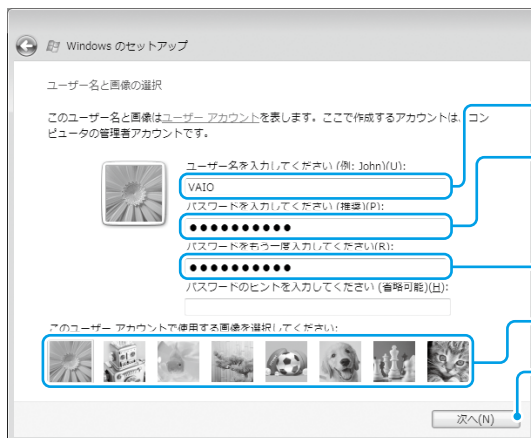 Windows のセットアップ
ユーザー名と画像の選択
このユーザー名と画像はユーザー アカウントを表します。ここで作成するアカウントは、コン
ピュータの管理者アカウントです。
ユーザー名を入力してください (例: John)(U):
VAIO
パスワードを入力してください (推奨)(P):
●●●●●●●●●●
パスワードをもう一度入力してください(R):
●●●●●●●●●●
パスワードのヒントを入力してください (省略可能)(H):
このユーザー アカウントで使用する画像を選択してください:
次へ(N)